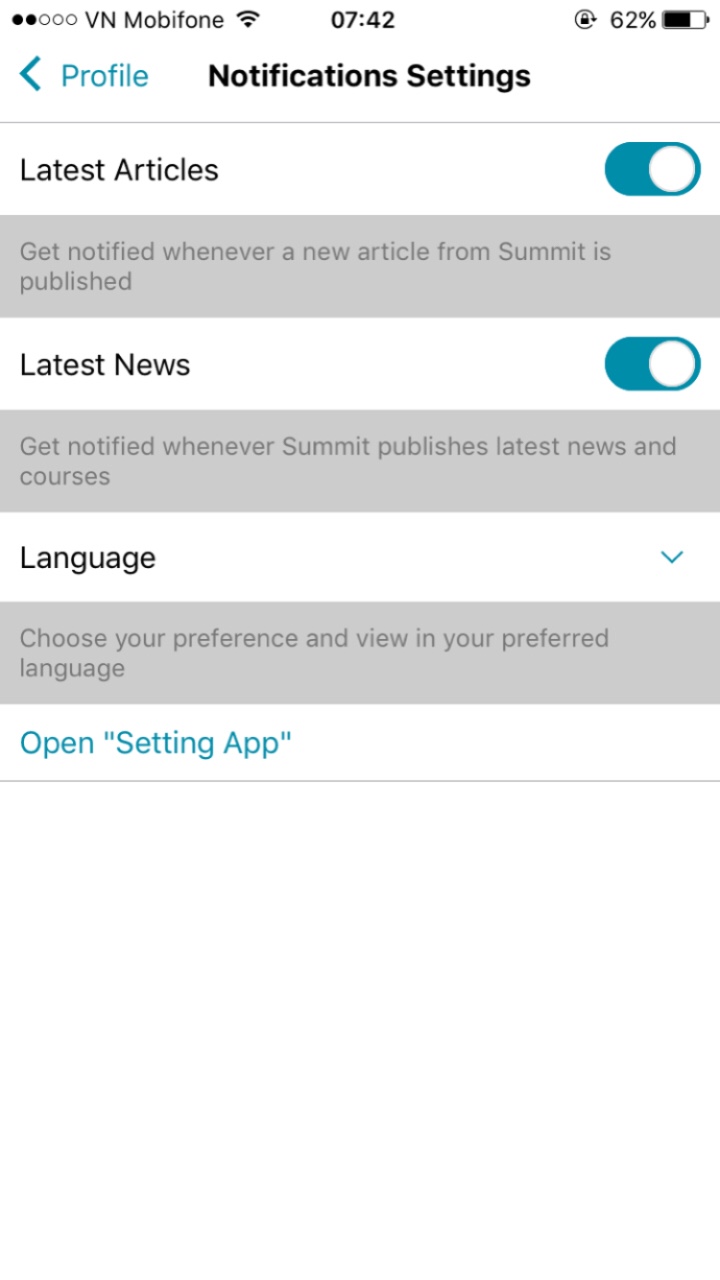 VN Mobifone 07:42 62%
Profile Notifications Settings
Latest Articles
Get notified whenever a new article from Summit is
published
Latest News
Get notified whenever Summit publishes latest news and
courses
Language
Choose your preference and view in your preferred
language
Open "Setting App"